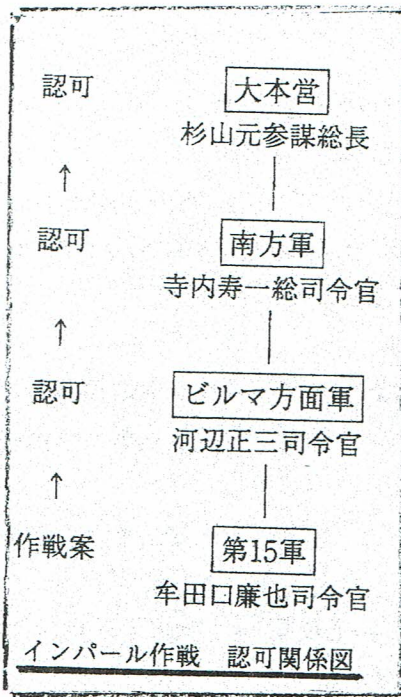 認可 大本営
杉山元参謀総長
↑
認可 南方軍
寺内寿一総司令官
↑
認可 ビルマ方面軍
河辺正三司令官
↑
作戦案 第15軍
牟田口廉也司令官
インパール作戦 認可関係図